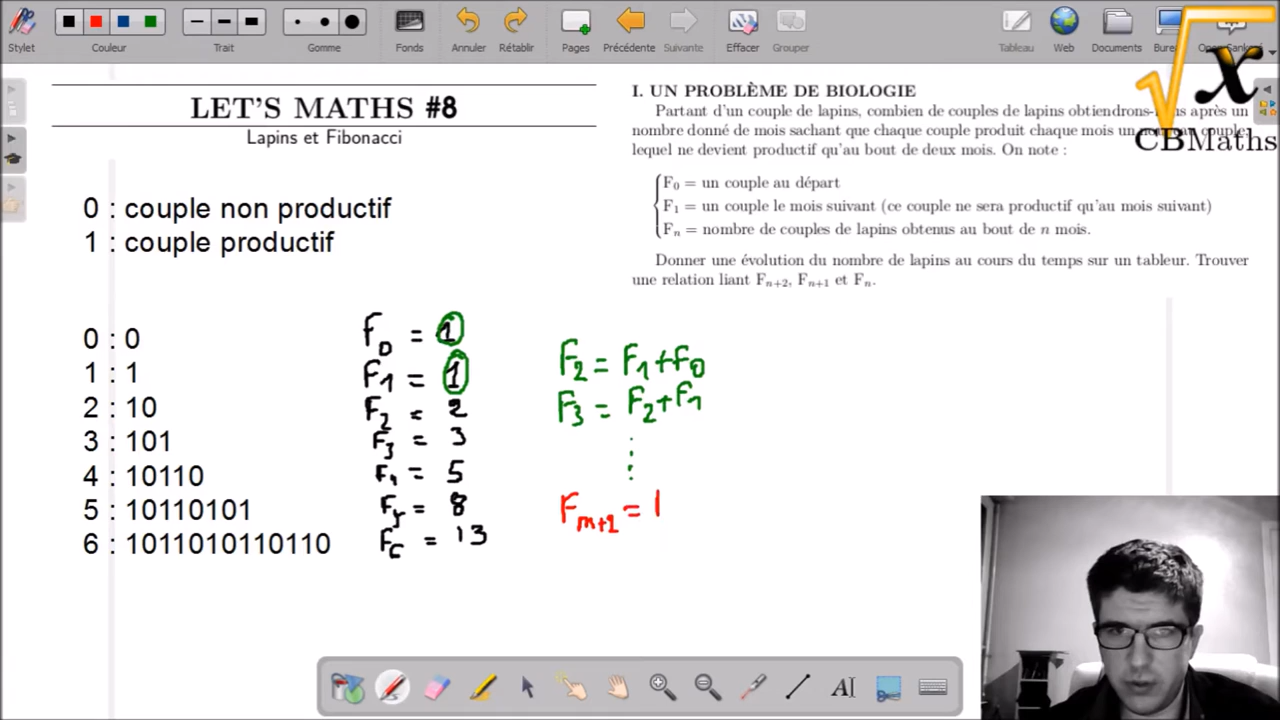 Stylet Couleur Trait Gomme Fonds Annuler Rétablir Pages Précédente Suivante Effacer Grouper Tableau Web Documents
LET'S MATHS #8
Lapins et Fibonacci
0 : couple non productif
1 : couple productif
0 : 0
1 : 1
2 : 10
3 : 101
4 : 10110
5 : 10110101
6 : 1011010110110
F0 = 1
F1 = 1
F2 = 2
F3 = 3
F4 = 5
F5 = 8
F6 = 13
F2 = F1 + F0
F3 = F2 + F1
⋮
Fn+2 =
I. UN PROBLÈME DE BIOLOGIE
Partant d'un couple de lapins, combien de couples de lapins obtiendrons- après un
nombre donné de mois sachant que chaque couple produit chaque mois un couple,
lequel ne devient productif qu'au bout de deux mois. On note :
F0 = un couple au départ
F1 = un couple le mois suivant (ce couple ne sera productif qu'au mois suivant)
Fn = nombre de couples de lapins obtenus au bout de n mois.
Donner une évolution du nombre de lapins au cours du temps sur un tableur. Trouver
une relation liant Fn+2, Fn+1 et Fn.
√x
CBMaths
AI